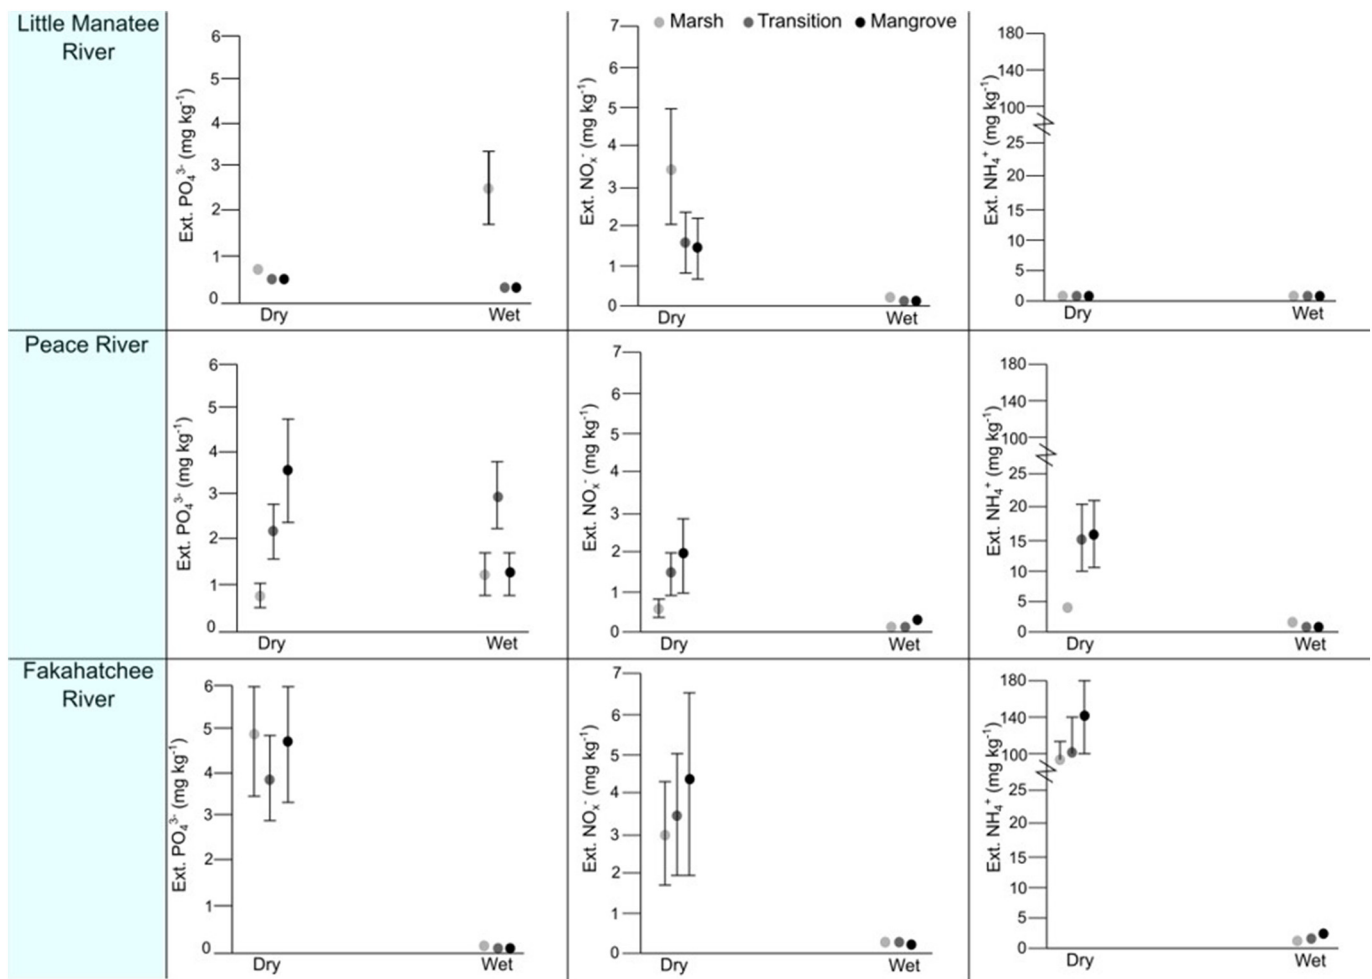 Little Manatee
River
Ext. PO₄³⁻ (mg kg⁻¹)
6
5
4
3
2
1
0
Dry
Wet
Marsh Transition Mangrove
Ext. NOₓ⁻ (mg kg⁻¹)
7
6
5
4
3
2
1
0
Dry
Wet
Ext. NH₄⁺ (mg kg⁻¹)
180
140
100
25
20
15
10
5
0
Dry
Wet
Peace River
Ext. PO₄³⁻ (mg kg⁻¹)
6
5
4
3
2
1
0
Dry
Wet
Ext. NOₓ⁻ (mg kg⁻¹)
7
6
5
4
3
2
1
0
Dry
Wet
Ext. NH₄⁺ (mg kg⁻¹)
180
140
100
25
20
15
10
5
0
Dry
Wet
Fakahatchee
River
Ext. PO₄³⁻ (mg kg⁻¹)
6
5
4
3
2
1
0
Dry
Wet
Ext. NOₓ⁻ (mg kg⁻¹)
7
6
5
4
3
2
1
0
Dry
Wet
Ext. NH₄⁺ (mg kg⁻¹)
180
140
100
25
20
15
10
5
0
Dry
Wet